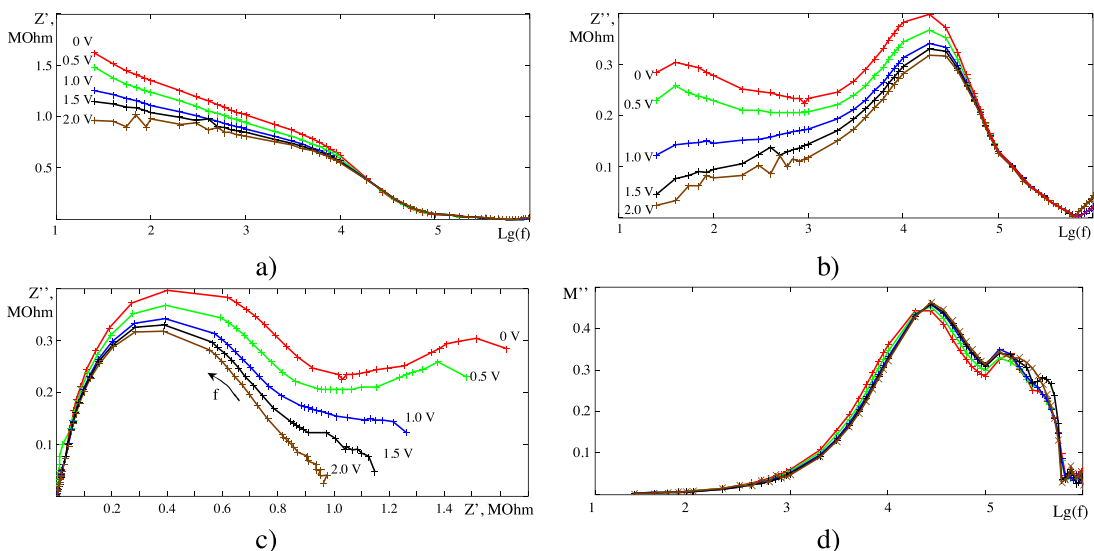 Z’,
MOhm
0 V
0.5 V
1.0 V
1.5 V
2.0 V
1.5
1.0
0.5
1 2 3 4 5
Lg(f)
a)
Z’’,
MOhm
0.3
0.2
0.1
0 V
0.5 V
1.0 V
1.5 V
2.0 V
1 2 3 4 5
Lg(f)
b)
Z’’,
MOhm
0.3
0.2
0.1
0 V
0.5 V
1.0 V
1.5 V
2.0 V
f
0.2 0.4 0.6 0.8 1.0 1.2 1.4
Z’, MOhm
c)
M’’
0.4
0.3
0.2
0.1
1 2 3 4 5
Lg(f)
d)